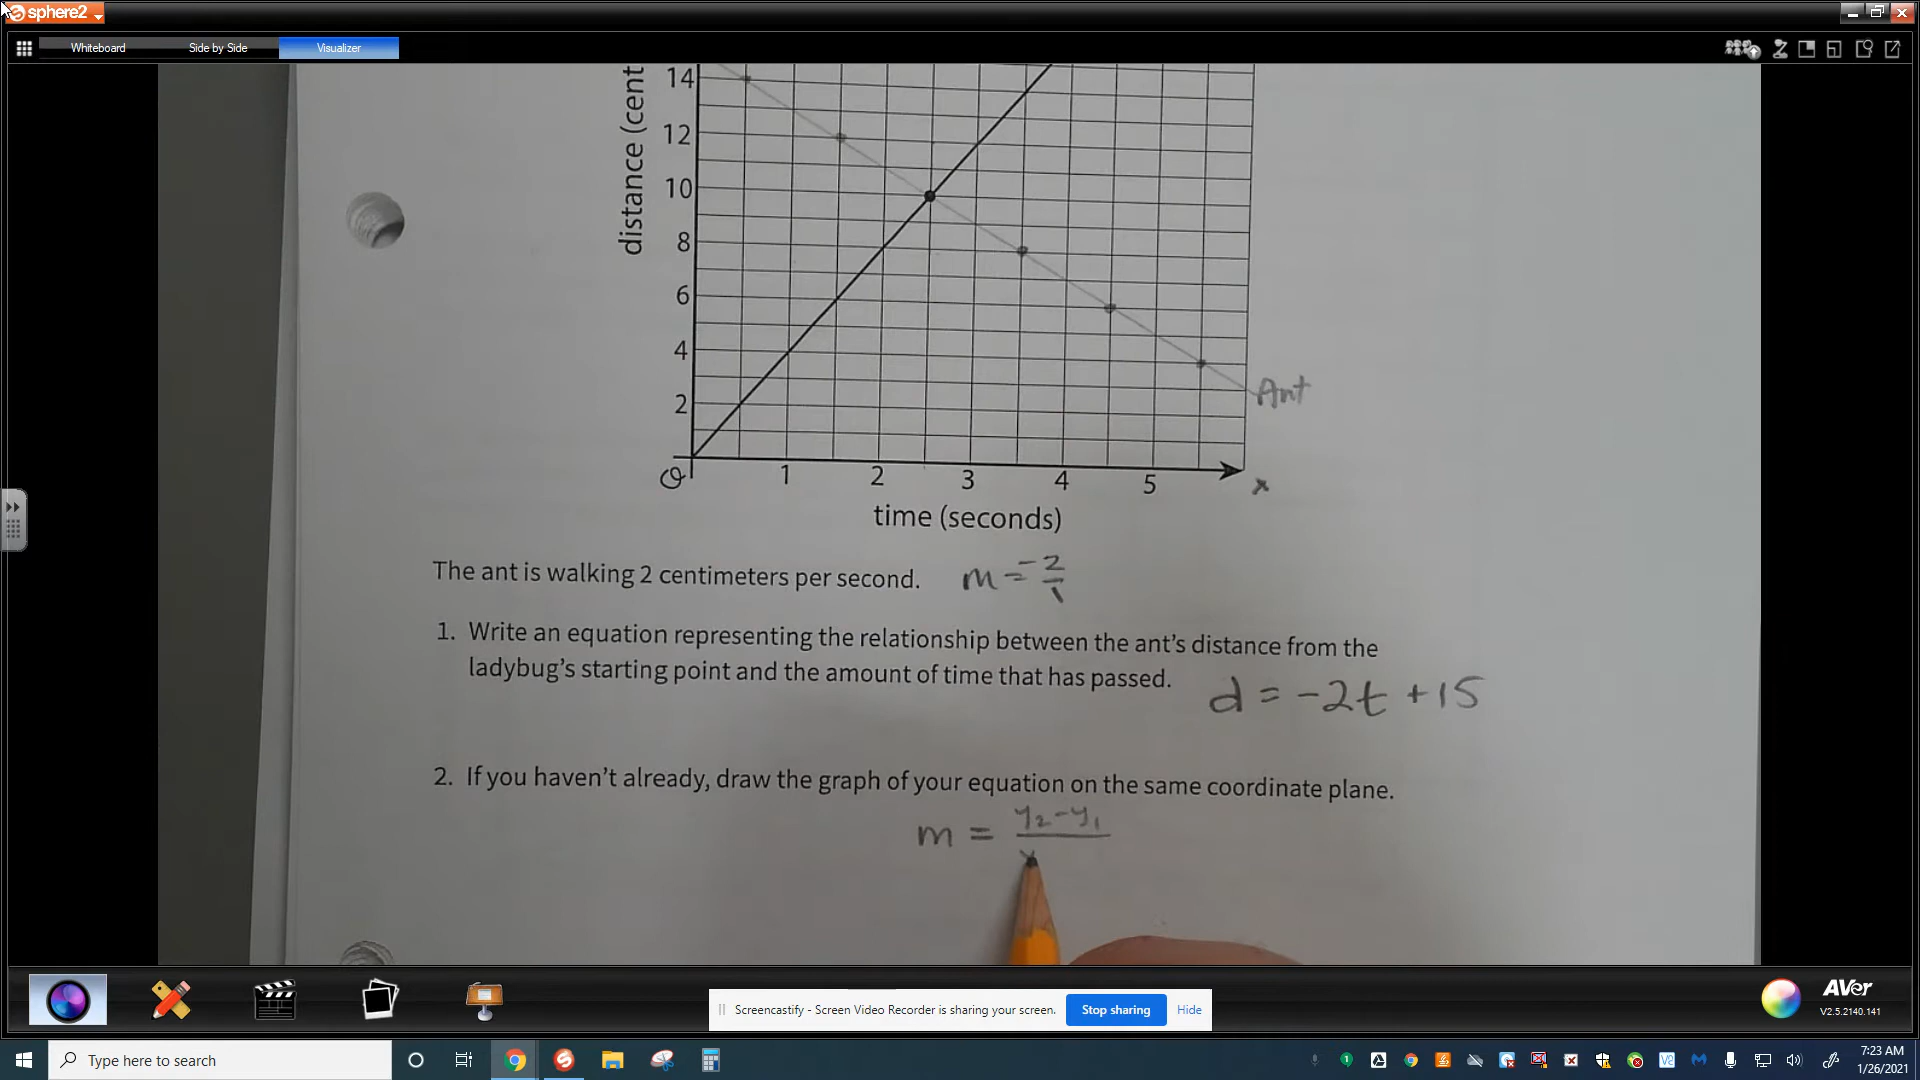 sphere2
Whiteboard Side by Side Visualizer
distance (cent
14
12
10
8
6
4
2
O 1 2 3 4 5 x
Ant
time (seconds)
The ant is walking 2 centimeters per second. m = -2/1
1. Write an equation representing the relationship between the ant's distance from the
ladybug's starting point and the amount of time that has passed.
d = -2t + 15
2. If you haven't already, draw the graph of your equation on the same coordinate plane.
m = y₂-y₁
Screencastify - Screen Video Recorder is sharing your screen. Stop sharing Hide
AVer
V2.5.2140.141
Type here to search
7:23 AM
1/26/2021